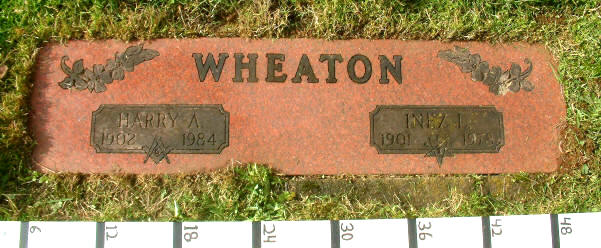 WHEATON
HARRY A.
1902 1984
INEZ I.
1901
6 12 18 24 30 36 42 48